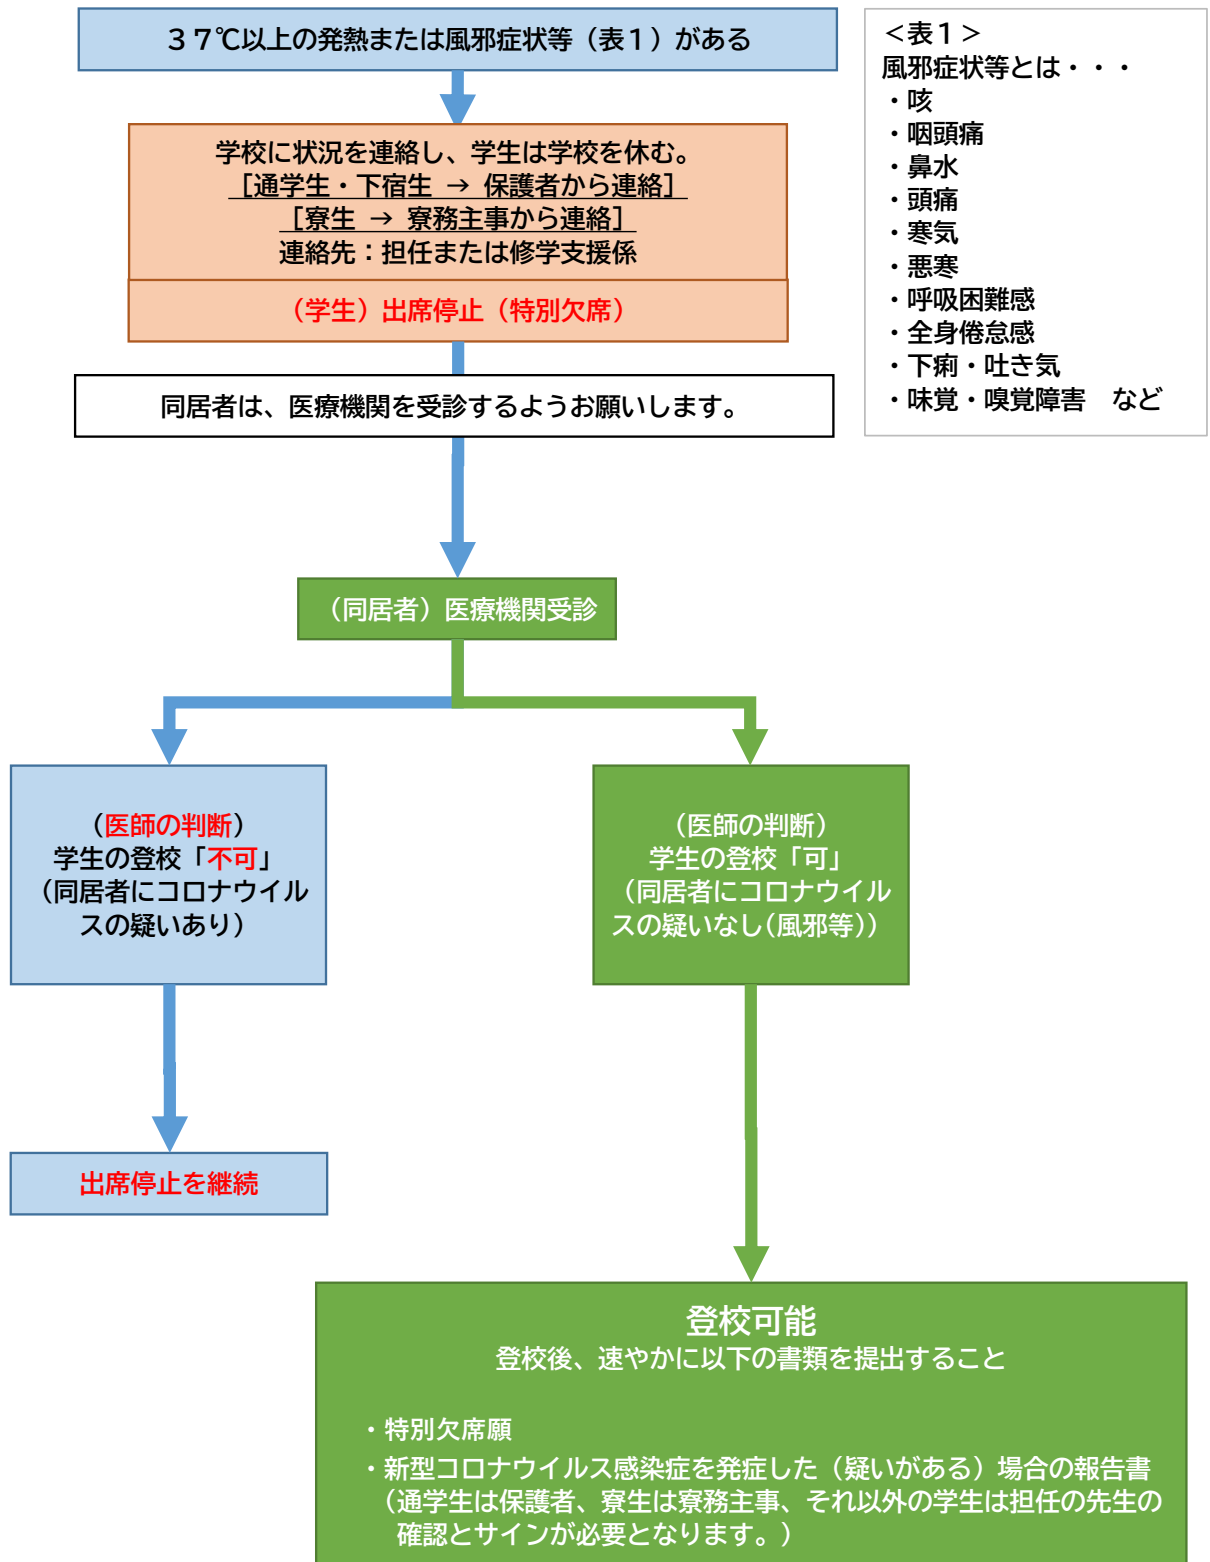 ３７℃以上の発熱または風邪症状等（表１）がある
＜表１＞
風邪症状等とは・・・
・咳
・咽頭痛
・鼻水
・頭痛
・寒気
・悪寒
・呼吸困難感
・全身倦怠感
・下痢・吐き気
・味覚・嗅覚障害　など
学校に状況を連絡し、学生は学校を休む。
［通学生・下宿生 → 保護者から連絡］
［寮生 → 寮務主事から連絡］
連絡先：担任または修学支援係
（学生）出席停止（特別欠席）
同居者は、医療機関を受診するようお願いします。
（同居者）医療機関受診
（医師の判断）
学生の登校「不可」
（同居者にコロナウイル
スの疑いあり）
（医師の判断）
学生の登校「可」
（同居者にコロナウイル
スの疑いなし(風邪等)）
出席停止を継続
登校可能
登校後、速やかに以下の書類を提出すること
・特別欠席願
・新型コロナウイルス感染症を発症した（疑いがある）場合の報告書
（通学生は保護者、寮生は寮務主事、それ以外の学生は担任の先生の
確認とサインが必要となります。）